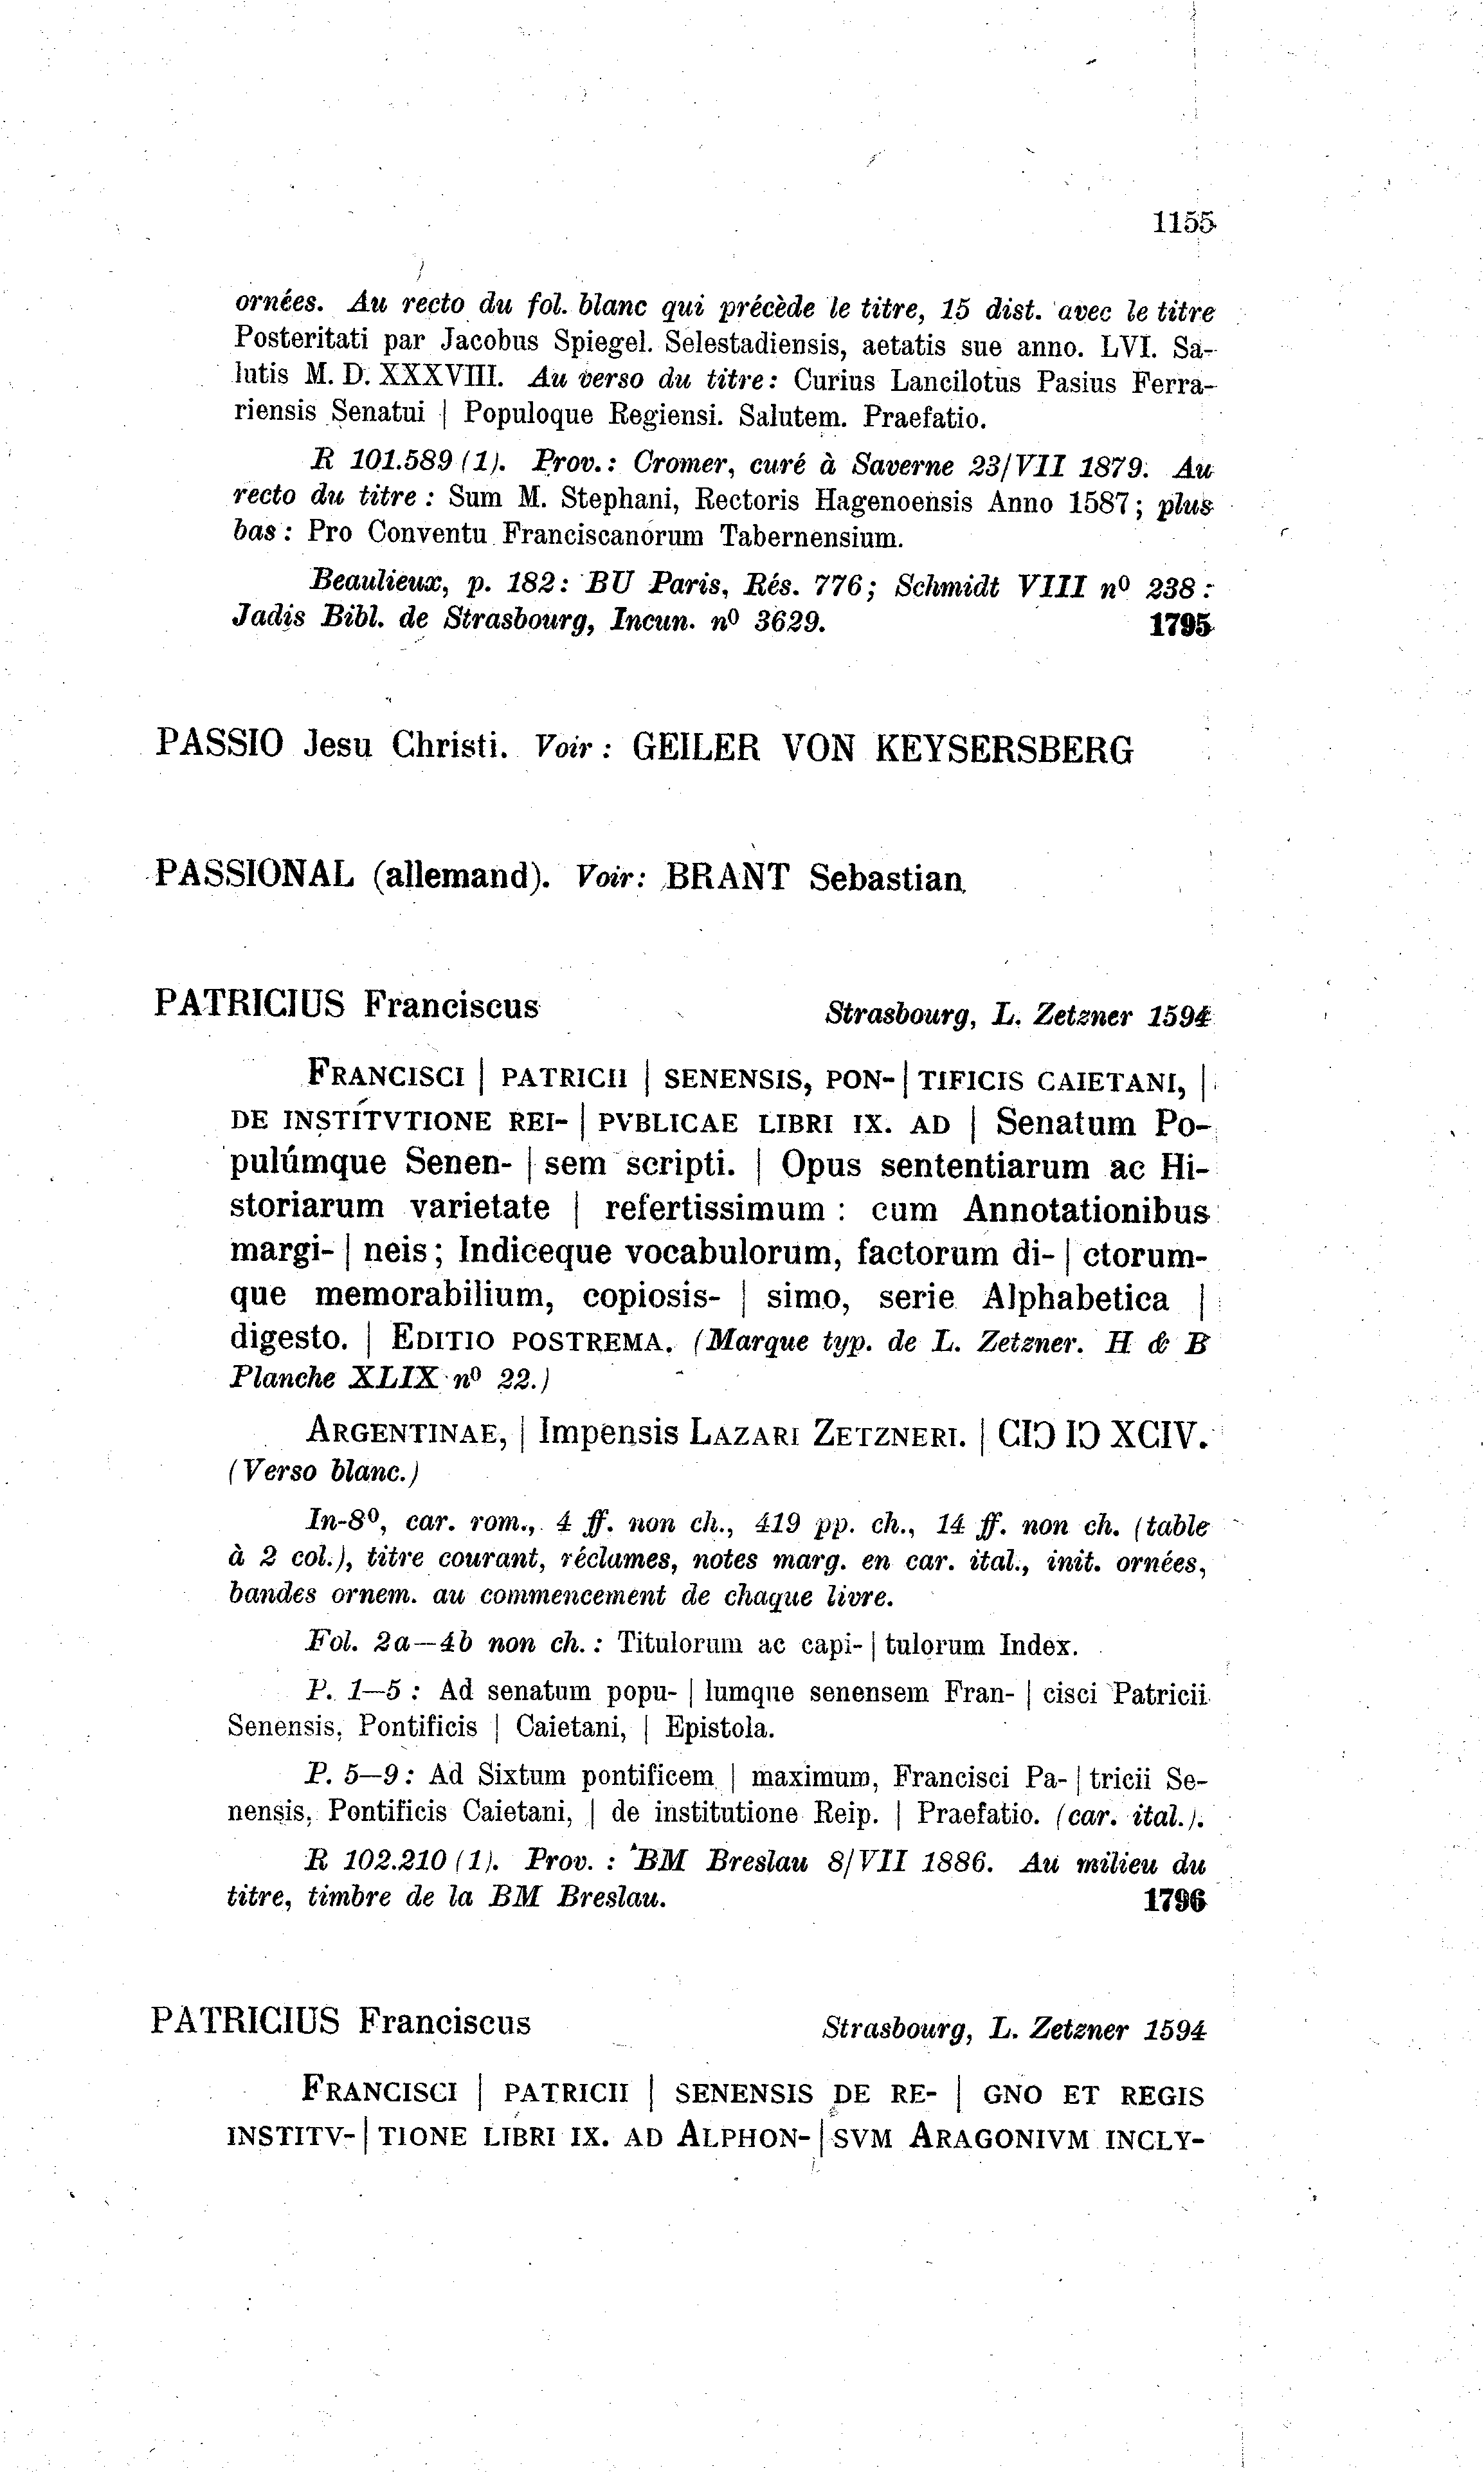 1155
ornées. Au recto du fol. blanc qui précède le titre, 15 dist. avec le titre
Posteritati par Jacobus Spiegel. Selestadiensis, aetatis sue anno. LVI. Sa-
lutis M. D. XXXVIII. Au verso du titre: Curius Lancilotus Pasius Ferra-
riensis Senatui | Populoque Regiensi. Salutem. Praefatio.
R 101.589 (1). Prov.: Cromer, curé à Saverne 23/VII 1879. Au
recto du titre : Sum M. Stephani, Rectoris Hagenoensis Anno 1587; plus
bas : Pro Conventu Franciscanorum Tabernensium.
Beaulieux, p. 182: BU Paris, Rés. 776; Schmidt VIII nº 238:
Jadis Bibl. de Strasbourg, Incun. nº 3629. 1795
PASSIO Jesu Christi. Voir : GEILER VON KEYSERSBERG
PASSIONAL (allemand). Voir: BRANT Sebastian
PATRICIUS Franciscus Strasbourg, L. Zetzner 1594
FRANCISCI | PATRICII | SENENSIS, PON- | TIFICIS CAIETANI, |
DE INSTITVTIONE REI- | PVBLICAE LIBRI IX. AD | Senatum Po-
pulúmque Senen- | sem scripti. | Opus sententiarum ac Hi-
storiarum varietate | refertissimum : cum Annotationibus
margi- | neis; Indiceque vocabulorum, factorum di- | ctorum-
que memorabilium, copiosis- | simo, serie Alphabetica |
digesto. | EDITIO POSTREMA. (Marque typ. de L. Zetzner. H & B
Planche XLIX nº 22.)
ARGENTINAE, | Impensis LAZARI ZETZNERI. | CIƆ IƆ XCIV.
(Verso blanc.)
In-8º, car. rom., 4 ff. non ch., 419 pp. ch., 14 ff. non ch. (table
à 2 col.), titre courant, réclames, notes marg. en car. ital., init. ornées,
bandes ornem. au commencement de chaque livre.
Fol. 2a—4b non ch. : Titulorum ac capi- | tulorum Index.
P. 1—5 : Ad senatum popu- | lumque senensem Fran- | cisci Patricii
Senensis, Pontificis | Caietani, | Epistola.
P. 5—9: Ad Sixtum pontificem | maximum, Francisci Pa- | tricii Se-
nensis, Pontificis Caietani, | de institutione Reip. | Praefatio. (car. ital.).
R 102.210 (1). Prov. : BM Breslau 8/VII 1886. Au milieu du
titre, timbre de la BM Breslau. 1796
PATRICIUS Franciscus Strasbourg, L. Zetzner 1594
FRANCISCI | PATRICII | SENENSIS DE RE- | GNO ET REGIS
INSTITV- | TIONE LIBRI IX. AD ALPHON- | SVM ARAGONIVM INCLY-